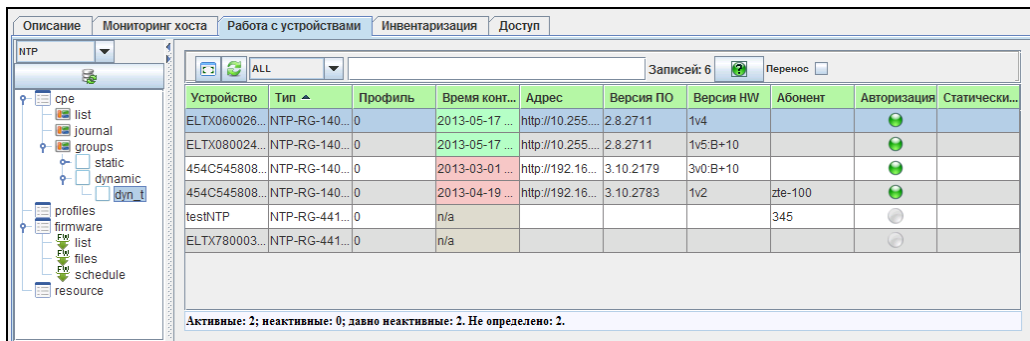 Описание Мониторинг хоста Работа с устройствами Инвентаризация Доступ
NTP
ALL Записей: 6 Перенос
cpe
list
journal
groups
static
dynamic
dyn_t
profiles
firmware
FW list
FW files
FW schedule
resource
Устройство Тип Профиль Время конт... Адрес Версия ПО Версия HW Абонент Авторизация Статически...
ELTX060026... NTP-RG-140... 0 2013-05-17 ... http://10.255.... 2.8.2711 1v4
ELTX080024... NTP-RG-140... 0 2013-05-17 ... http://10.255.... 2.8.2711 1v5:B+10
454C545808... NTP-RG-140... 0 2013-03-01 ... http://192.16... 3.10.2179 3v0:B+10
454C545808... NTP-RG-140... 0 2013-04-19 ... http://192.16... 3.10.2783 1v2 zte-100
testNTP NTP-RG-441... 0 n/a 345
ELTX780003... NTP-RG-441... 0 n/a
Активные: 2; неактивные: 0; давно неактивные: 2. Не определено: 2.